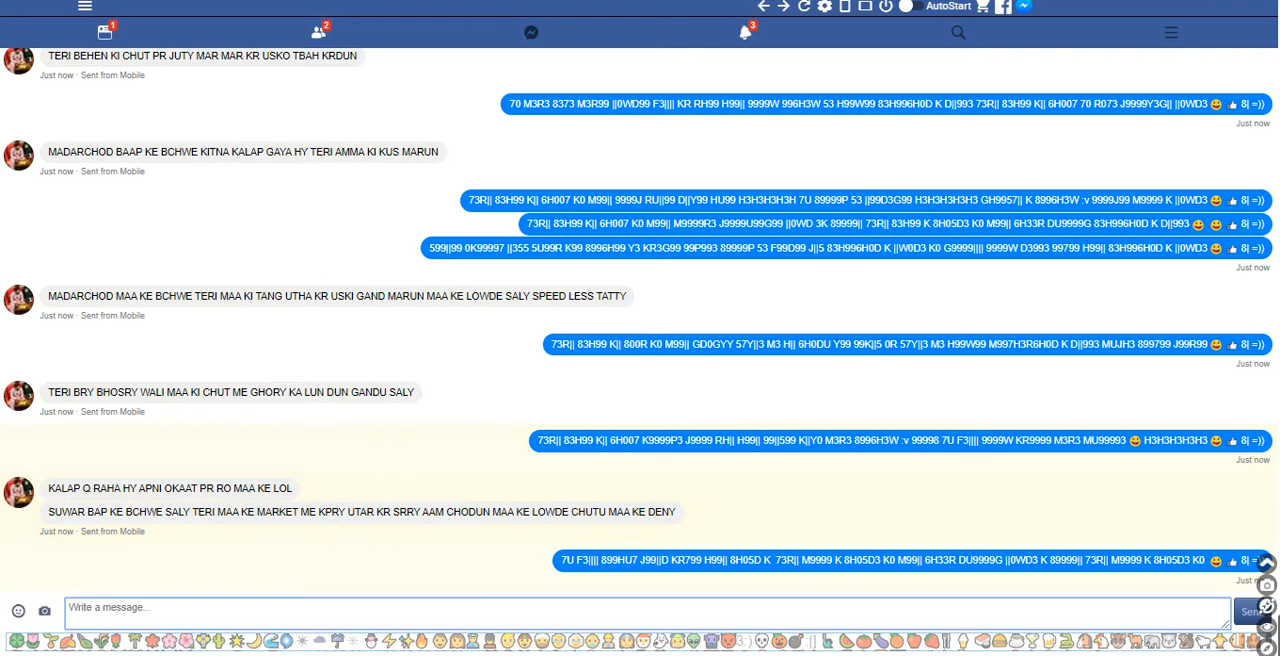 AutoStart
1
2
3
TERI BEHEN KI CHUT PR JUTY MAR MAR KR USKO TBAH KRDUN
Just now · Sent from Mobile
70 M3R3 8373 M3R99 ||0WD99 F3|||| KR RH99 H99|| 9999W 996H3W 53 H99W99 83H996H0D K D||993 73R|| 83H99 K|| 6H007 70 R073 J9999Y3G|| ||0WD3 😀 👍 8| =))
Just now
MADARCHOD BAAP KE BCHWE KITNA KALAP GAYA HY TERI AMMA KI KUS MARUN
Just now · Sent from Mobile
73R|| 83H99 K|| 6H007 K0 M99|| 9999J RU||99 D||Y99 HU99 H3H3H3H3H 7U 89999P 53 ||99D3G99 H3H3H3H3H3 GH9957|| K 8996H3W :v 9999J99 M9999 K ||0WD3 😀 👍 8| =))
73R|| 83H99 K|| 6H007 K0 M99|| M9999R3 J9999U99G99 ||0WD 3K 89999|| 73R|| 83H99 K 8H05D3 K0 M99|| 6H33R DU9999G 83H996H0D K D||993 😀 😀 👍 8| =))
599||99 0K99997 ||355 5U99R K99 8996H99 Y3 KR3G99 99P993 89999P 53 F99D99 J||5 83H996H0D K ||W0D3 K0 G9999|||| 9999W D3993 99799 H99|| 83H996H0D K ||0WD3 😀 👍 8| =))
Just now
MADARCHOD MAA KE BCHWE TERI MAA KI TANG UTHA KR USKI GAND MARUN MAA KE LOWDE SALY SPEED LESS TATTY
Just now · Sent from Mobile
73R|| 83H99 K|| 800R K0 M99|| GD0GYY 57Y||3 M3 H|| 6H0DU Y99 99K||5 0R 57Y||3 M3 H99W99 M997H3R6H0D K D||993 MUJH3 899799 J99R99 😀 👍 8| =))
Just now
TERI BRY BHOSRY WALI MAA KI CHUT ME GHORY KA LUN DUN GANDU SALY
Just now · Sent from Mobile
73R|| 83H99 K|| 6H007 K9999P3 J9999 RH|| H99|| 99||599 K||Y0 M3R3 8996H3W :v 99998 7U F3|||| 9999W KR9999 M3R3 MU99993 😀 H3H3H3H3H3 😀 👍 8| =))
Just now
KALAP Q RAHA HY APNI OKAAT PR RO MAA KE LOL
SUWAR BAP KE BCHWE SALY TERI MAA KE MARKET ME KPRY UTAR KR SRRY AAM CHODUN MAA KE LOWDE CHUTU MAA KE DENY
Just now · Sent from Mobile
7U F3|||| 899HU7 J99||D KR799 H99|| 8H05D K 73R|| M9999 K 8H05D3 K0 M99|| 6H33R DU9999G ||0WD3 K 89999|| 73R|| M9999 K 8H05D3 K0 😀 👍 8| =))
Just
Write a message...